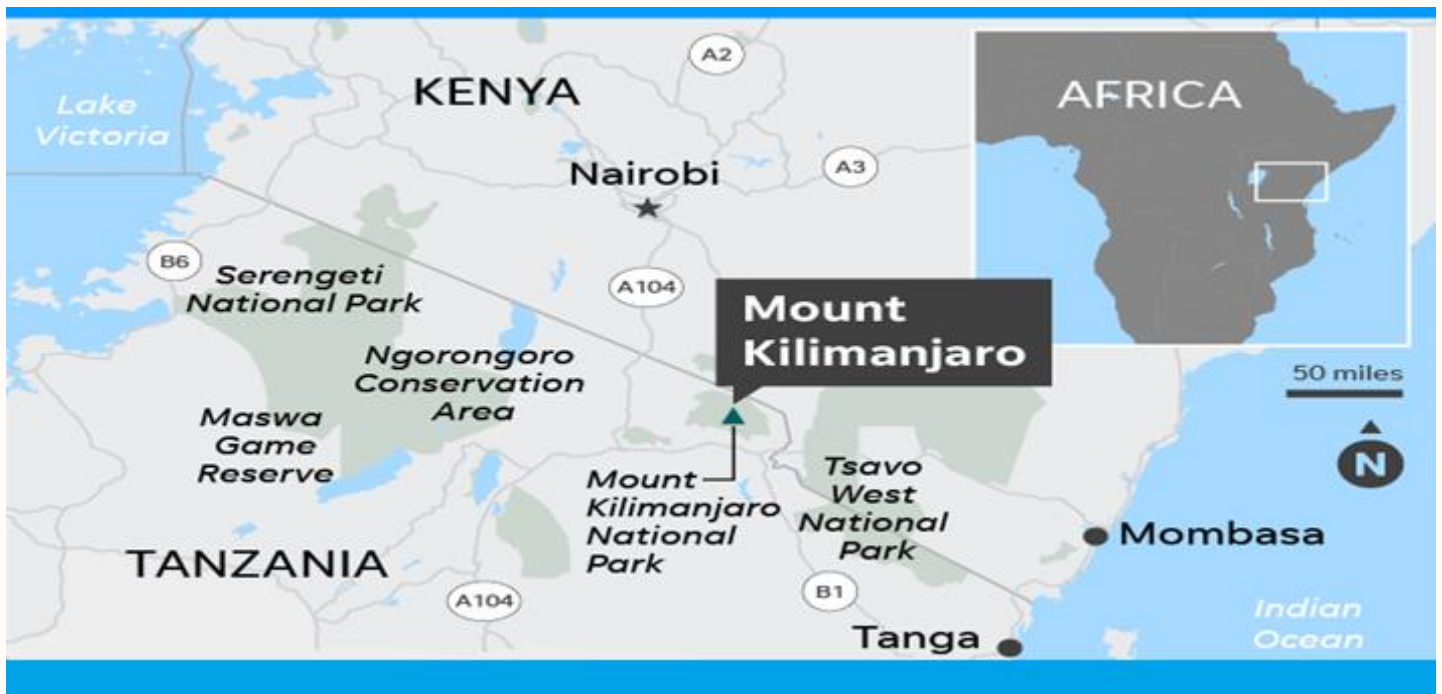 A2
KENYA
AFRICA
Lake
Victoria
Nairobi
A3
B6
Serengeti
National Park
A104
Mount
Kilimanjaro
Ngorongoro
Conservation
Area
50 miles
Maswa
Game
Reserve
N
Mount
Kilimanjaro
National
Park
Tsavo
West
National
Park
Mombasa
TANZANIA
A104
B1
Indian
Ocean
Tanga